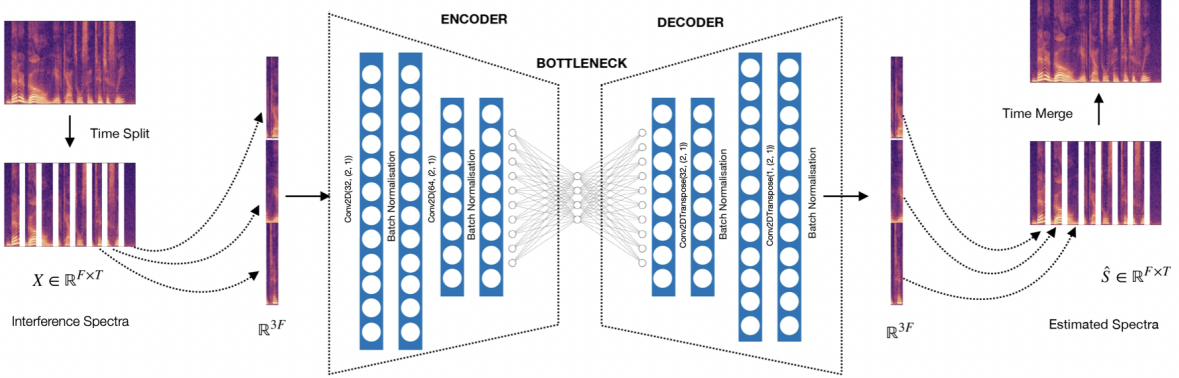 ENCODER
DECODER
BOTTLENECK
Time Split
Time Merge
Conv2D(32, (2, 1))
Batch Normalisation
Conv2D(64, (2, 1))
Batch Normalisation
Conv2DTranspose(32, (2, 1))
Batch Normalisation
Conv2DTranspose(1, (2, 1))
Batch Normalisation
X ∈ ℝ^{F×T}
Interference Spectra
ℝ^{3F}
ℝ^{3F}
Ŝ ∈ ℝ^{F×T}
Estimated Spectra